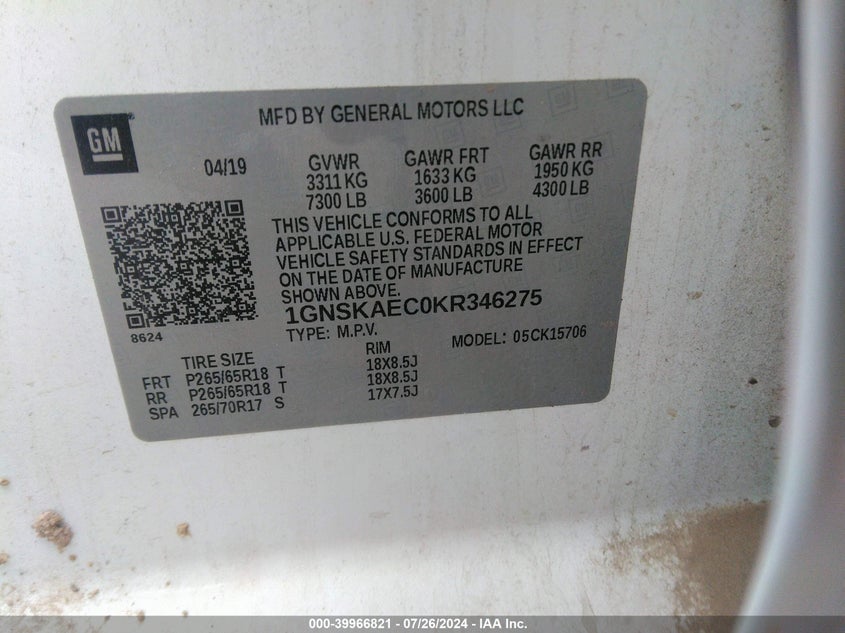 MFD BY GENERAL MOTORS LLC
GM
04/19
GVWR GAWR FRT GAWR RR
3311 KG 1633 KG 1950 KG
7300 LB 3600 LB 4300 LB
THIS VEHICLE CONFORMS TO ALL
APPLICABLE U.S. FEDERAL MOTOR
VEHICLE SAFETY STANDARDS IN EFFECT
ON THE DATE OF MANUFACTURE
SHOWN ABOVE.
1GNSKAEC0KR346275
8624
TYPE: M.P.V. MODEL: 05CK15706
TIRE SIZE RIM
FRT P265/65R18 T 18X8.5J
RR P265/65R18 T 18X8.5J
SPA 265/70R17 S 17X7.5J
000-39966821 / 07/26/2024 - IAA Inc.